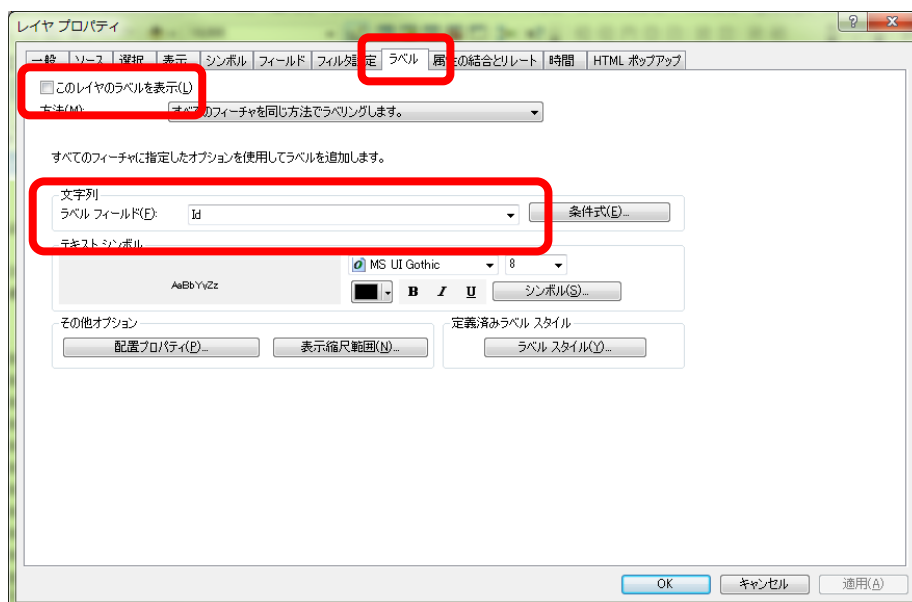 レイヤ プロパティ
一般 ソース 選択 表示 シンボル フィールド フィルタ設定 ラベル 属性の結合とリレート 時間 HTML ポップアップ
このレイヤのラベルを表示(L)
方法(M): すべてのフィーチャを同じ方法でラベリングします。
すべてのフィーチャに指定したオプションを使用してラベルを追加します。
文字列
ラベル フィールド(F): Id 条件式(E)...
テキスト シンボル
AaBbYyZz
MS UI Gothic 8
B I U シンボル(S)...
その他オプション 定義済みラベル スタイル
配置プロパティ(P)... 表示縮尺範囲(N)... ラベル スタイル(Y)...
OK キャンセル 適用(A)